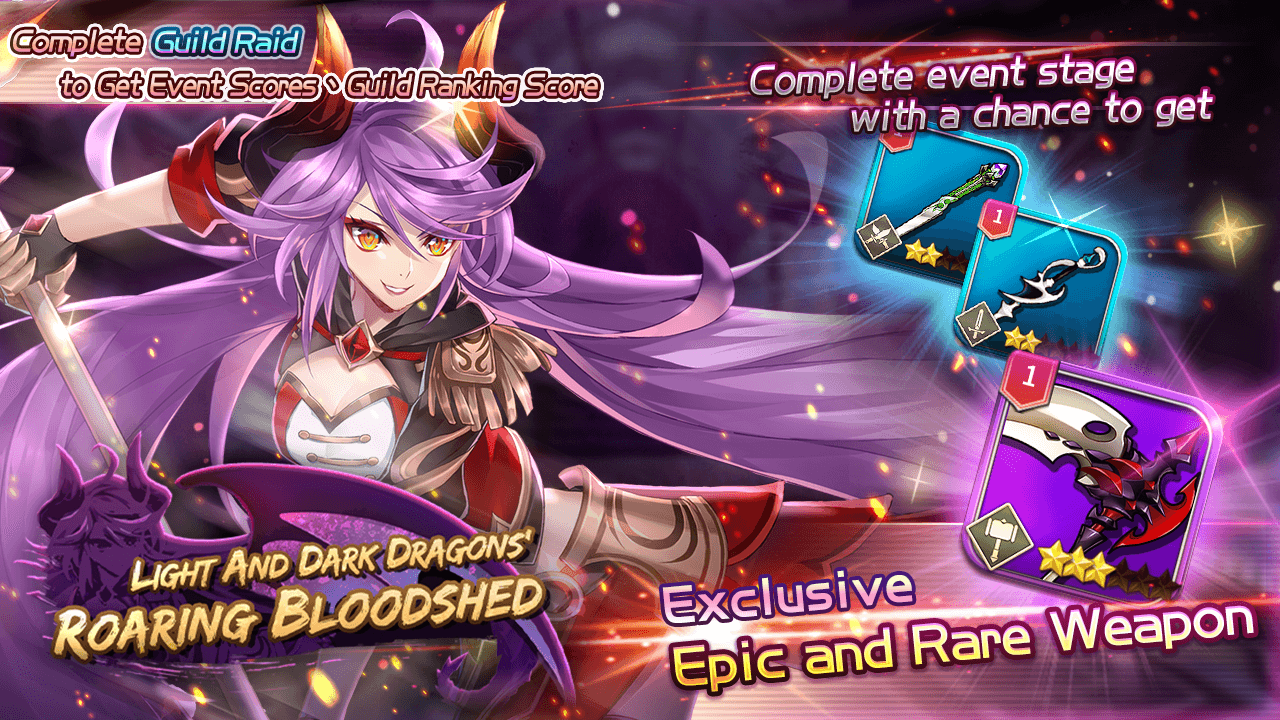 Complete Guild Raid
to Get Event Scores、Guild Ranking Score
Complete event stage
with a chance to get
1
1
LIGHT AND DARK DRAGONS'
ROARING BLOODSHED
Exclusive
Epic and Rare Weapon